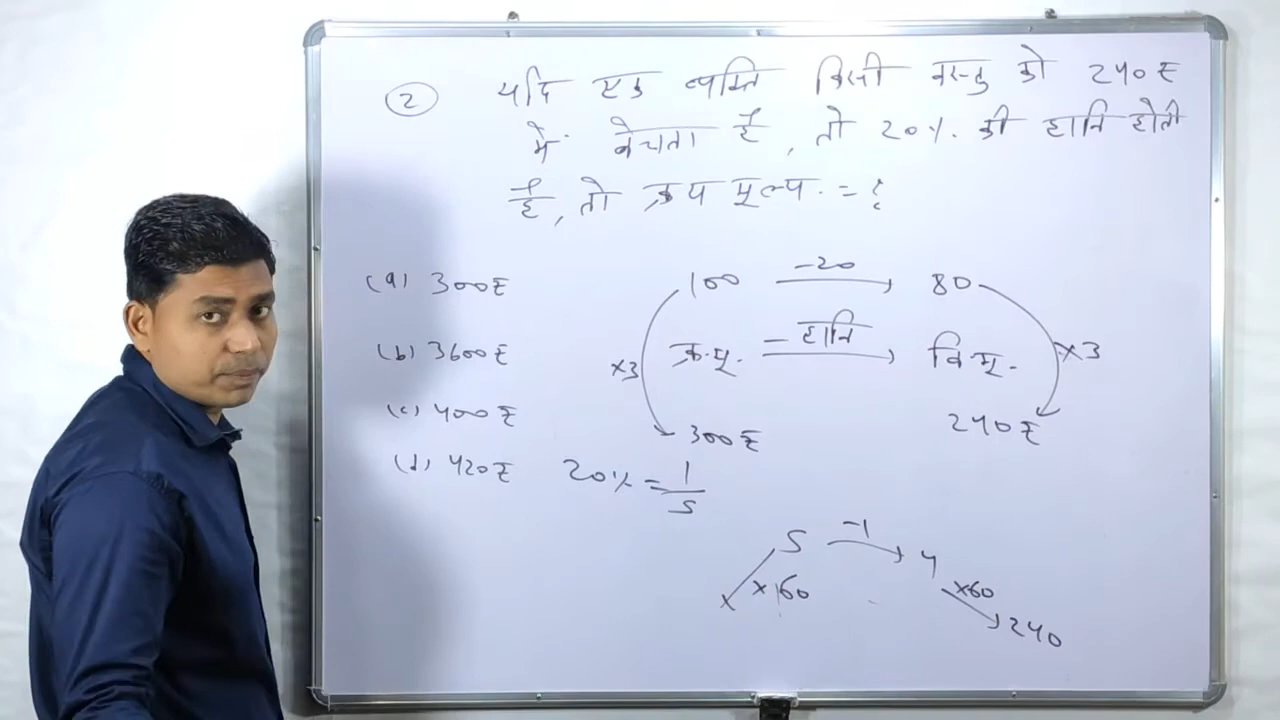 (2) यदि एक व्यक्ति किसी वस्तु को 240 ₹
में बेचता है, तो 20%. की हानि होती
है, तो क्रय मूल्य. = ?
(a) 300₹
(b) 3600₹
(c) 400₹
(d) 420₹
100 -20 80
×3 क्र.मू. - हानि वि.मू. ×3
300₹ 240₹
20% = 1/5
5 -1 4
×60 ×60
240